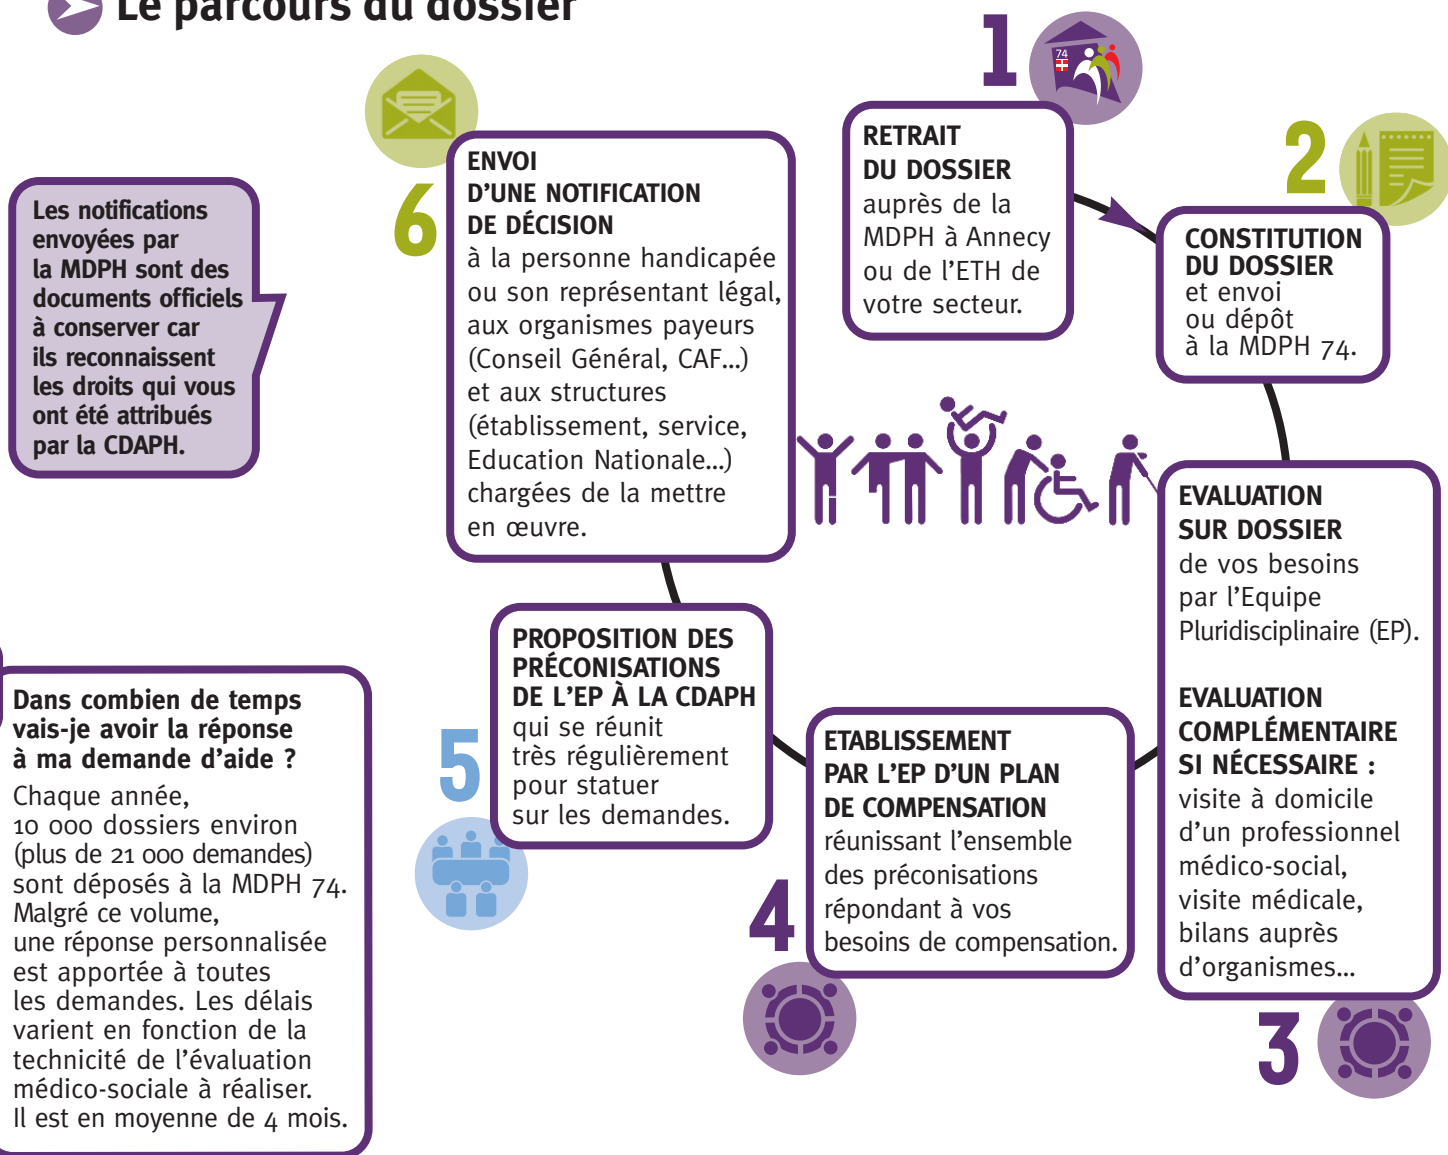 Le parcours du dossier
1
74
RETRAIT
DU DOSSIER
auprès de la
MDPH à Annecy
ou de l'ETH de
votre secteur.
2
CONSTITUTION
DU DOSSIER
et envoi
ou dépôt
à la MDPH 74.
EVALUATION
SUR DOSSIER
de vos besoins
par l'Equipe
Pluridisciplinaire (EP).
EVALUATION
COMPLÉMENTAIRE
SI NÉCESSAIRE :
visite à domicile
d'un professionnel
médico-social,
visite médicale,
bilans auprès
d'organismes...
3
ETABLISSEMENT
PAR L'EP D'UN PLAN
DE COMPENSATION
réunissant l'ensemble
des préconisations
répondant à vos
besoins de compensation.
4
PROPOSITION DES
PRÉCONISATIONS
DE L'EP À LA CDAPH
qui se réunit
très régulièrement
pour statuer
sur les demandes.
5
6
ENVOI
D'UNE NOTIFICATION
DE DÉCISION
à la personne handicapée
ou son représentant légal,
aux organismes payeurs
(Conseil Général, CAF...)
et aux structures
(établissement, service,
Education Nationale...)
chargées de la mettre
en œuvre.
Les notifications
envoyées par
la MDPH sont des
documents officiels
à conserver car
ils reconnaissent
les droits qui vous
ont été attribués
par la CDAPH.
Dans combien de temps
vais-je avoir la réponse
à ma demande d'aide ?
Chaque année,
10 000 dossiers environ
(plus de 21 000 demandes)
sont déposés à la MDPH 74.
Malgré ce volume,
une réponse personnalisée
est apportée à toutes
les demandes. Les délais
varient en fonction de la
technicité de l'évaluation
médico-sociale à réaliser.
Il est en moyenne de 4 mois.